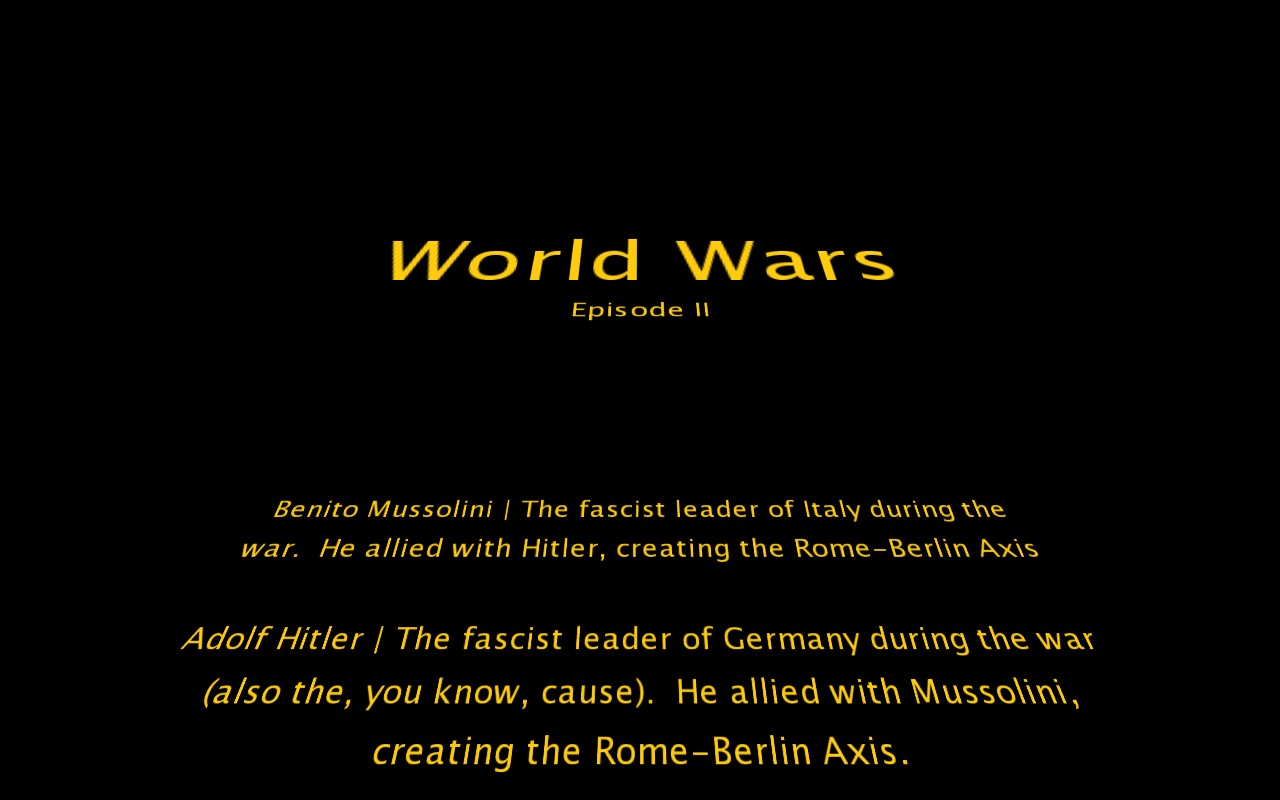 World Wars
Episode II
Benito Mussolini | The fascist leader of Italy during the
war.  He allied with Hitler, creating the Rome-Berlin Axis
Adolf Hitler | The fascist leader of Germany during the war
(also the, you know, cause).  He allied with Mussolini,
creating the Rome-Berlin Axis.